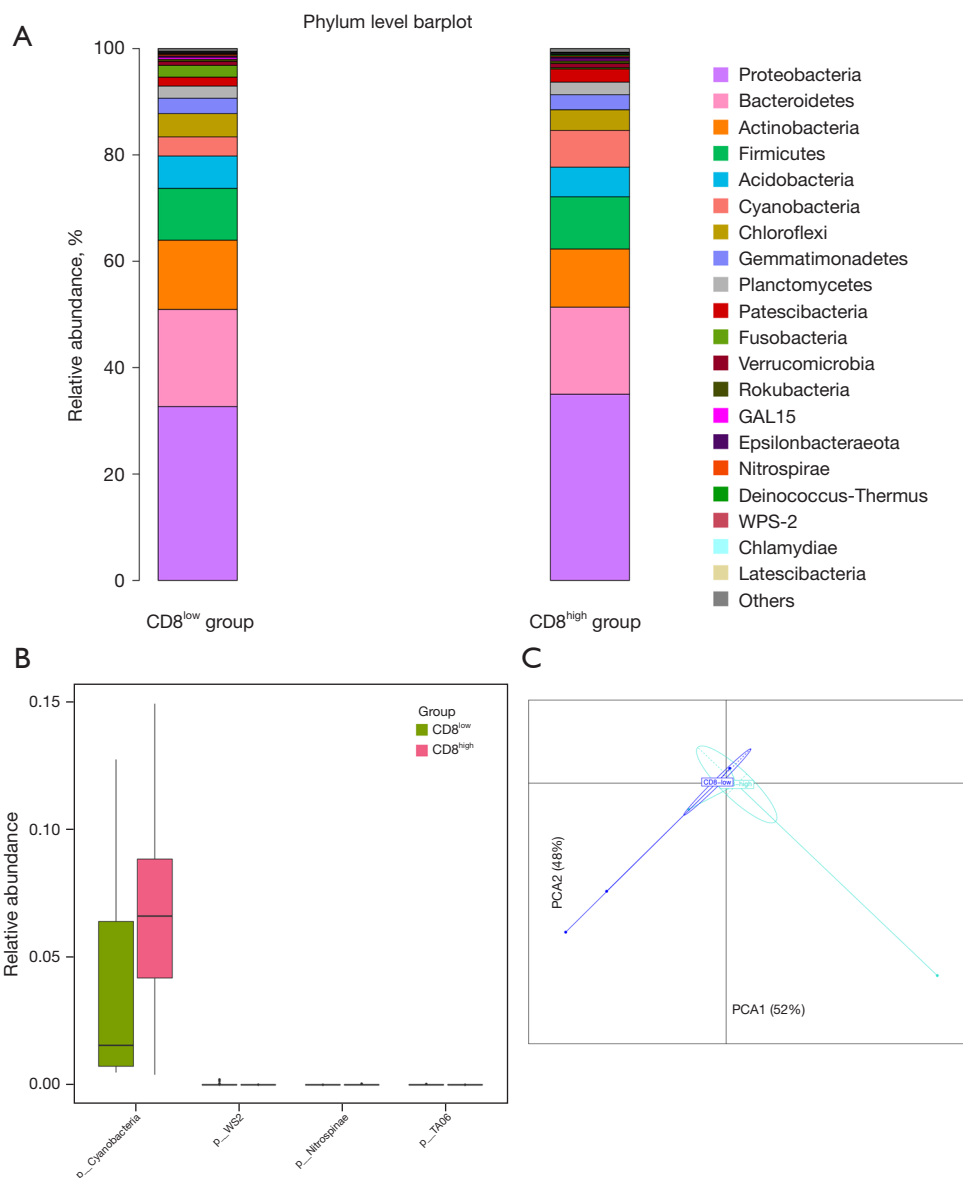 A
Phylum level barplot
Relative abundance, %
100
80
60
40
20
0
CD8low group
CD8high group
Proteobacteria
Bacteroidetes
Actinobacteria
Firmicutes
Acidobacteria
Cyanobacteria
Chloroflexi
Gemmatimonadetes
Planctomycetes
Patescibacteria
Fusobacteria
Verrucomicrobia
Rokubacteria
GAL15
Epsilonbacteraeota
Nitrospirae
Deinococcus-Thermus
WPS-2
Chlamydiae
Latescibacteria
Others
B
Relative abundance
0.15
0.10
0.05
0.00
Group
CD8low
CD8high
p__Cyanobacteria
p__WS2
p__Nitrospinae
p__TA06
C
CD8-low
PCA2 (48%)
PCA1 (52%)